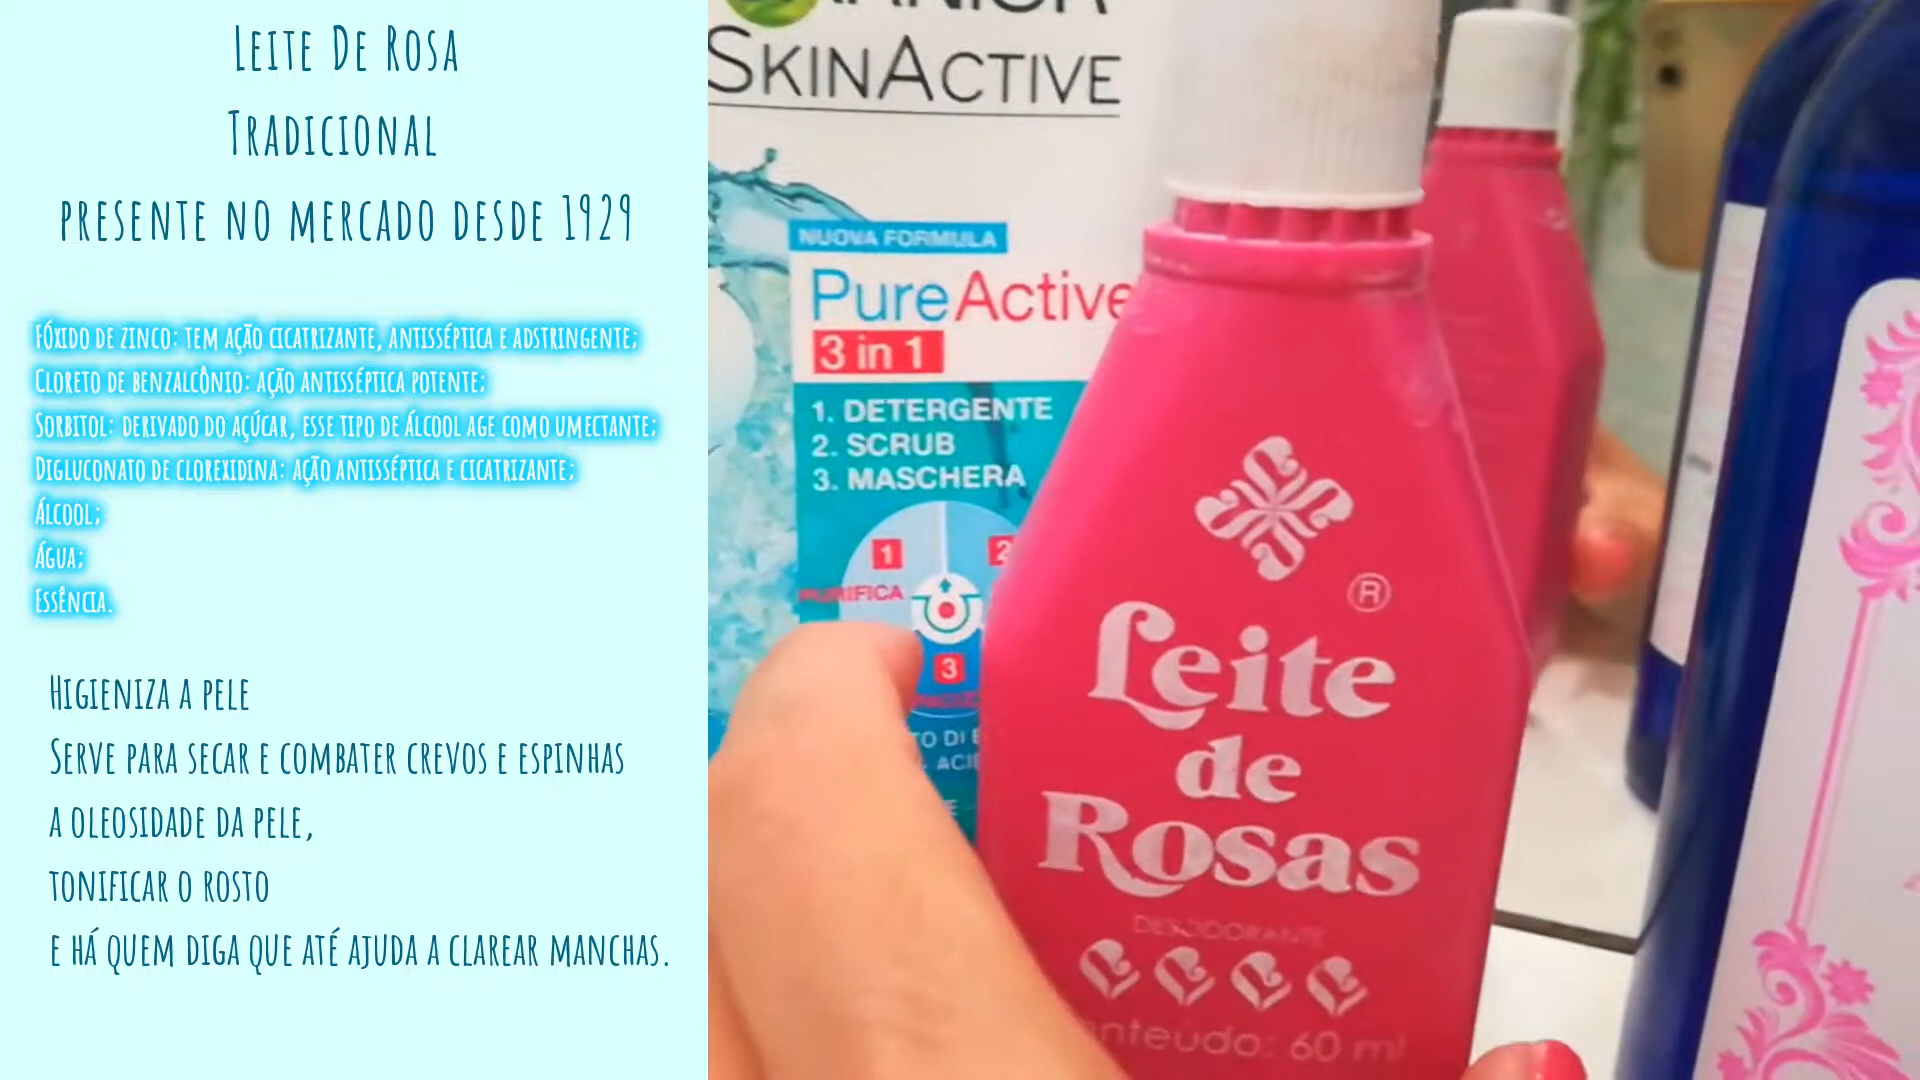 Leite De Rosa
Tradicional
presente no mercado desde 1929
Fóxido de zinco: tem ação cicatrizante, antisséptica e adstringente;
Cloreto de benzalcônio: ação antisséptica potente;
Sorbitol: derivado do açúcar, esse tipo de álcool age como umectante;
Digluconato de clorexidina: ação antisséptica e cicatrizante;
Álcool;
Água;
Essência.
Higieniza a pele
Serve para secar e combater crevos e espinhas
a oleosidade da pele,
tonificar o rosto
e há quem diga que até ajuda a clarear manchas.
SKINACTIVE
NUOVA FORMULA
PureActive
3 in 1
1. DETERGENTE
2. SCRUB
3. MASCHERA
1
2
3
Leite
de
Rosas
®
DESODORANTE
60 ml